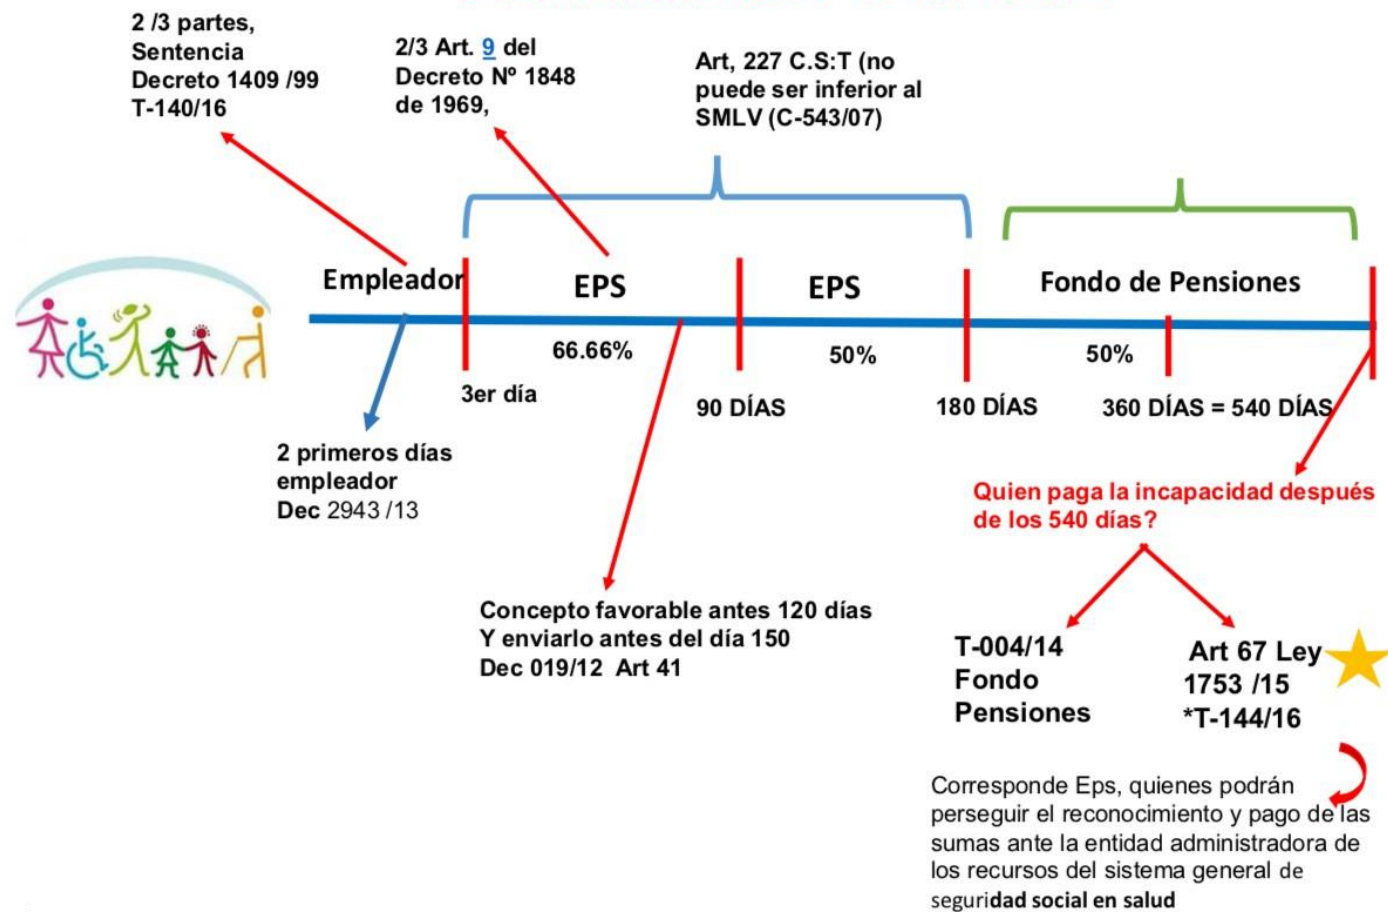 2 /3 partes,
Sentencia
Decreto 1409 /99
T-140/16
2/3 Art. 9 del
Decreto Nº 1848
de 1969,
Art, 227 C.S:T (no
puede ser inferior al
SMLV (C-543/07)
Empleador
EPS
EPS
Fondo de Pensiones
66.66%
50%
50%
3er día
90 DÍAS
180 DÍAS
360 DÍAS = 540 DÍAS
2 primeros días
empleador
Dec 2943 /13
Quien paga la incapacidad después
de los 540 días?
Concepto favorable antes 120 días
Y enviarlo antes del día 150
Dec 019/12 Art 41
T-004/14
Fondo
Pensiones
Art 67 Ley
1753 /15
*T-144/16
Corresponde Eps, quienes podrán
perseguir el reconocimiento y pago de las
sumas ante la entidad administradora de
los recursos del sistema general de
seguridad social en salud